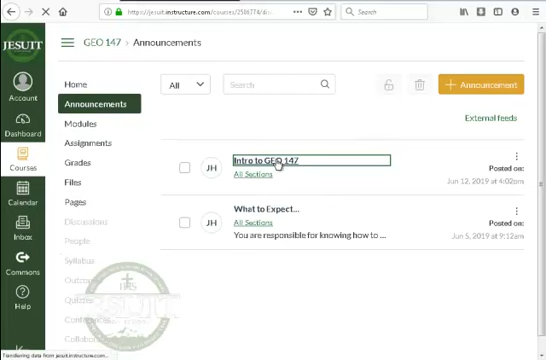 https://jesuit.instructure.com/courses/2586774/dis
Search
JESUIT
GEO 147 > Announcements
Account
Dashboard
Courses
Calendar
Inbox
Commons
Help
Home
Announcements
Modules
Assignments
Grades
Files
Pages
Discussions
People
Syllabus
Outcomes
Quizzes
Conferences
Collabor
All
Search
+ Announcement
External feeds
Intro to GEO 147
All Sections
JH
Posted on:
Jun 12, 2019 at 4:02pm
What to Expect...
All Sections
JH
You are responsible for knowing how to ...
Posted on:
Jun 5, 2019 at 9:12am
IHS
JESUIT
Transferring data from jesuit.instructure.com...